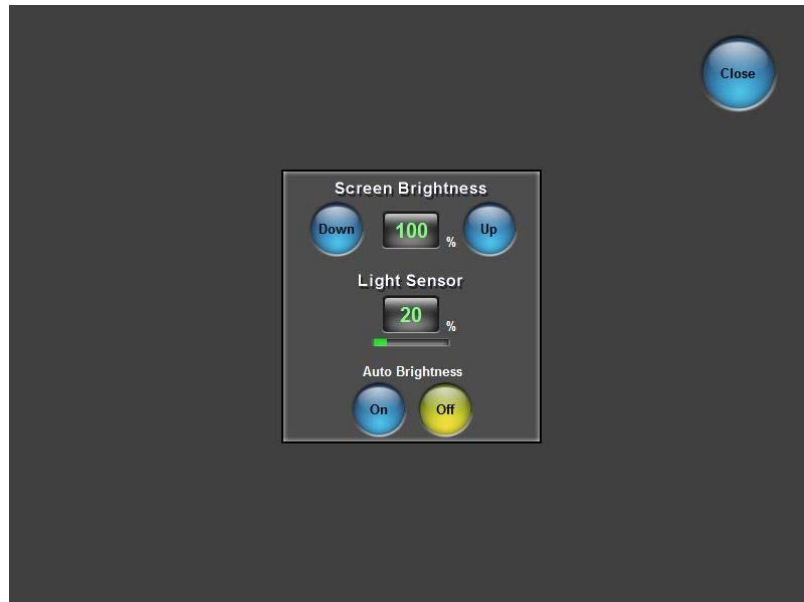 Close
Screen Brightness
Down 100 % Up
Light Sensor
20 %
Auto Brightness
On Off